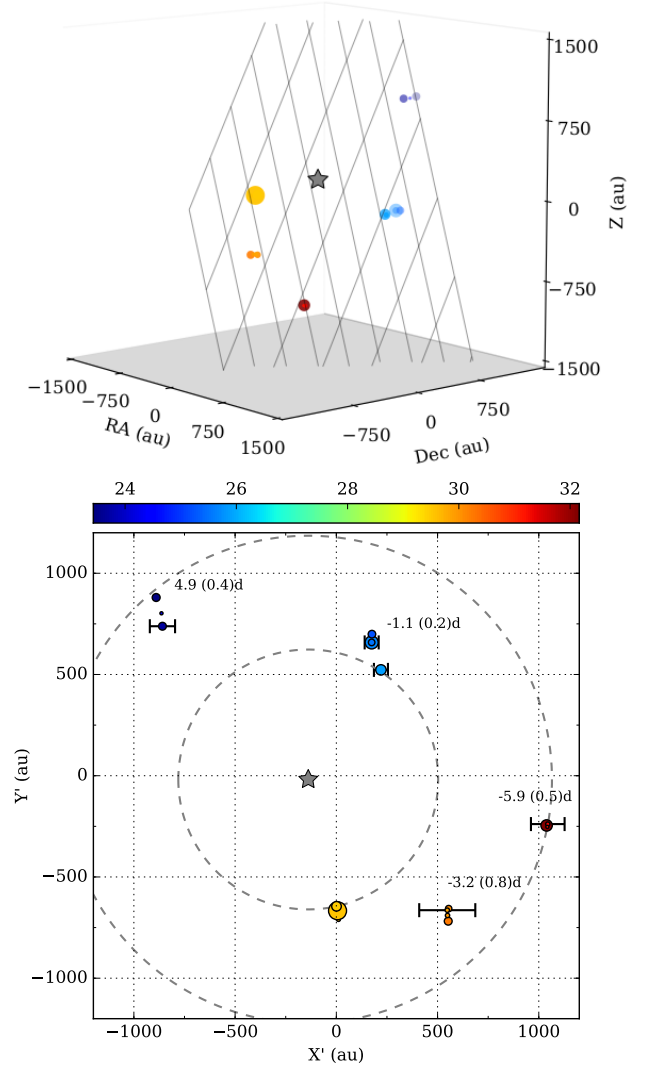 1500
750
0
Z (au)
−750
−1500
−1500
−750
0
750
1500
RA (au)
−750
0
750
Dec (au)
24 26 28 30 32
1000
500
0
−500
−1000
Y' (au)
4.9 (0.4)d
-1.1 (0.2)d
-5.9 (0.5)d
-3.2 (0.8)d
−1000 −500 0 500 1000
X' (au)